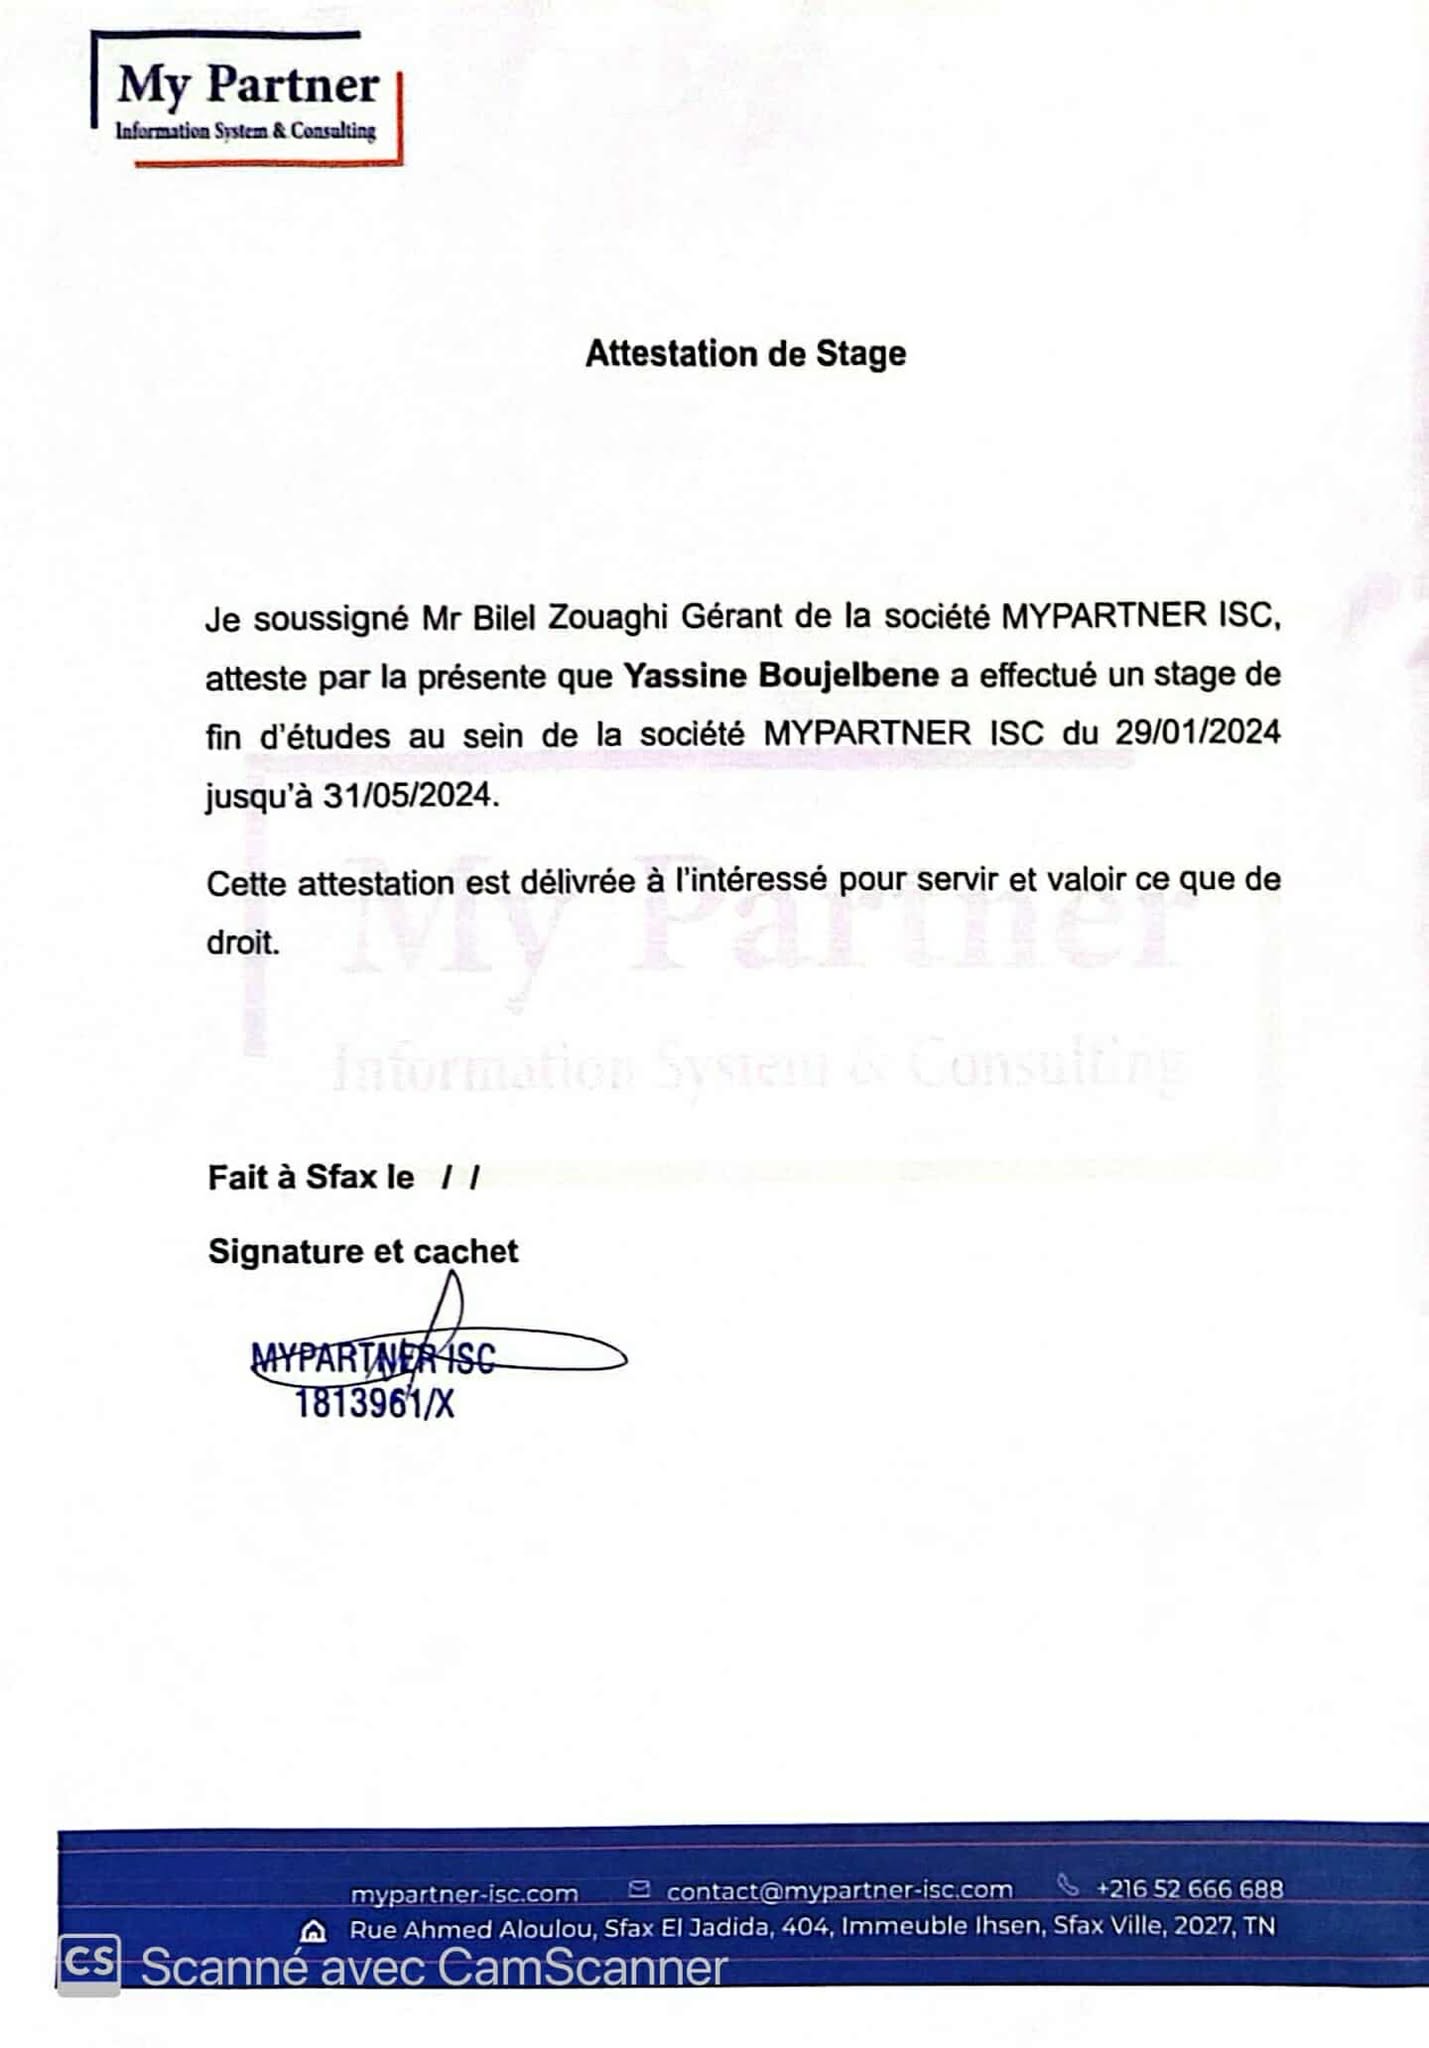 My Partner
Information System & Consulting
Attestation de Stage
Je soussigné Mr Bilel Zouaghi Gérant de la société MYPARTNER ISC,
atteste par la présente que Yassine Boujelbene a effectué un stage de
fin d'études au sein de la société MYPARTNER ISC du 29/01/2024
jusqu'à 31/05/2024.
Cette attestation est délivrée à l'intéressé pour servir et valoir ce que de
droit.
My Partner
Information System & Consulting
Fait à Sfax le / /
Signature et cachet
MYPARTNER ISC
1813961/X
mypartner-isc.com contact@mypartner-isc.com +216 52 666 688
Rue Ahmed Aloulou, Sfax El Jadida, 404, Immeuble Ihsen, Sfax Ville, 2027, TN
CS Scanné avec CamScanner